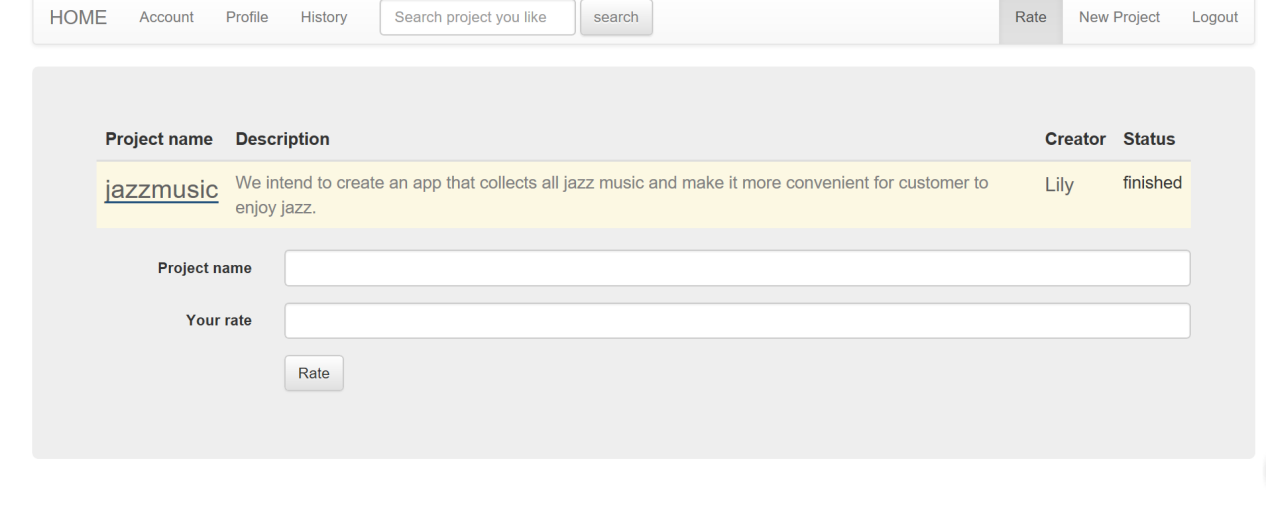 HOME Account Profile History Search project you like search Rate New Project Logout
Project name Description Creator Status
jazzmusic We intend to create an app that collects all jazz music and make it more convenient for customer to Lily finished
enjoy jazz.
Project name
Your rate
Rate